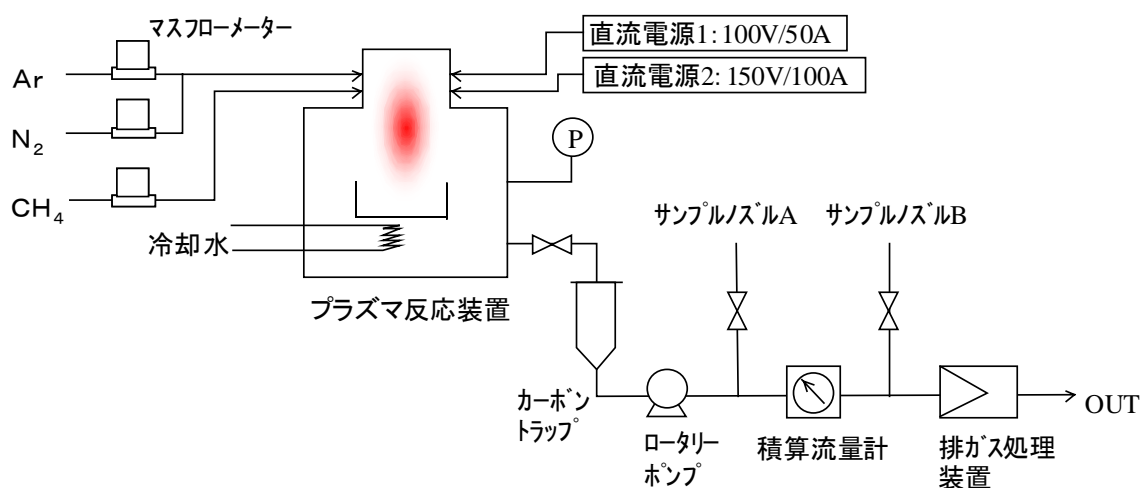 マスフローメーター
直流電源1:100V/50A
Ar
直流電源2:150V/100A
N₂
P
CH₄
サンプルノズルA
サンプルノズルB
冷却水
プラズマ反応装置
カーボン
トラップ
ロータリー
ポンプ
積算流量計
排ガス処理
装置
OUT